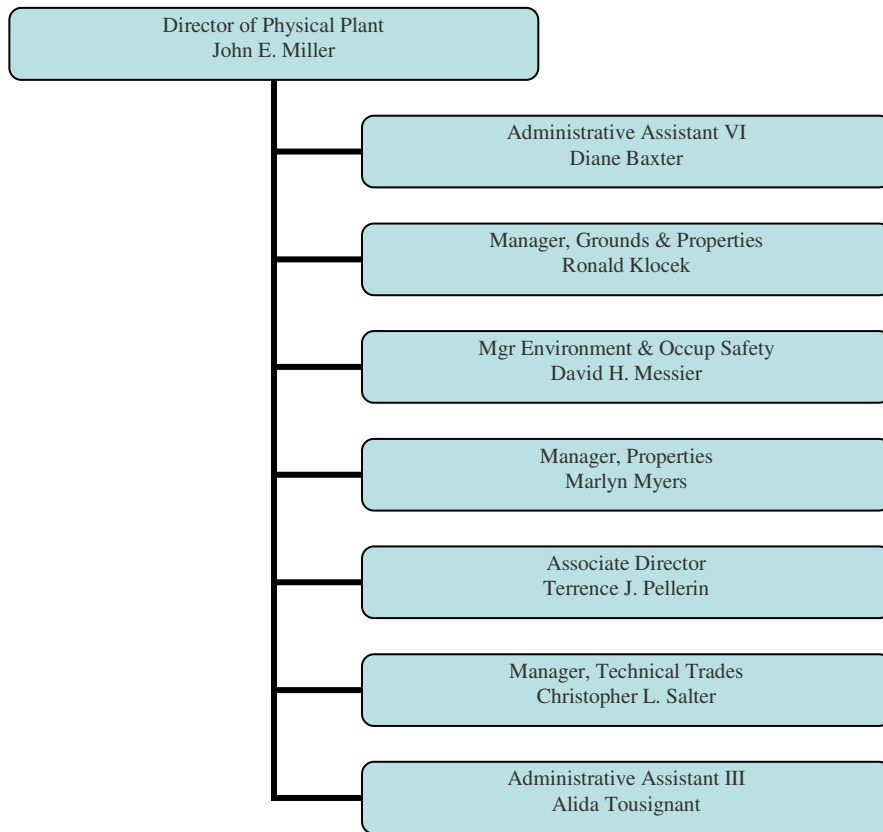 Director of Physical Plant
John E. Miller
Administrative Assistant VI
Diane Baxter
Manager, Grounds & Properties
Ronald Klocek
Mgr Environment & Occup Safety
David H. Messier
Manager, Properties
Marlyn Myers
Associate Director
Terrence J. Pellerin
Manager, Technical Trades
Christopher L. Salter
Administrative Assistant III
Alida Tousignant